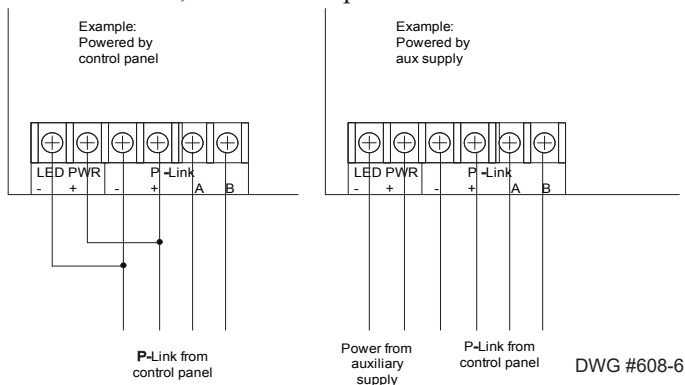 Example:
Powered by
control panel
LED PWR P-Link
- + - + A B
P-Link from
control panel
Example:
Powered by
aux supply
LED PWR P-Link
- + - + A B
Power from
auxiliary
supply
P-Link from
control panel
DWG #608-6